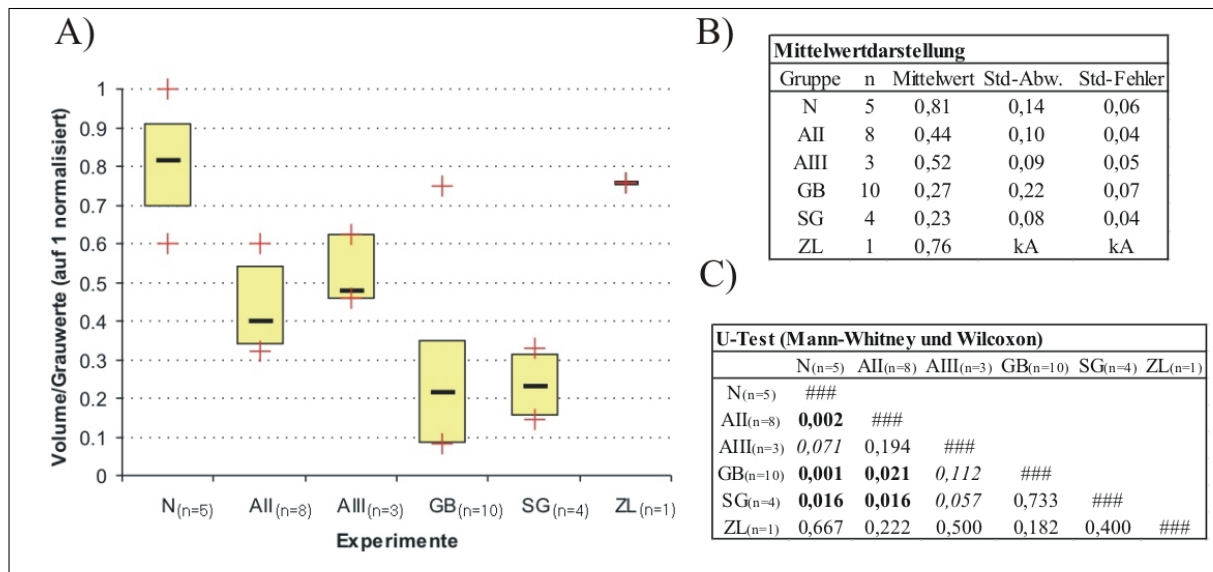 A)
Volume/Grauwerte (auf 1 normalisiert)
1
0.9
0.8
0.7
0.6
0.5
0.4
0.3
0.2
0.1
0
N(n=5) AII(n=8) AIII(n=3) GB(n=10) SG(n=4) ZL(n=1)
Experimente
B)
Mittelwertdarstellung
Gruppe n Mittelwert Std-Abw. Std-Fehler
N 5 0,81 0,14 0,06
AII 8 0,44 0,10 0,04
AIII 3 0,52 0,09 0,05
GB 10 0,27 0,22 0,07
SG 4 0,23 0,08 0,04
ZL 1 0,76 kA kA
C)
U-Test (Mann-Whitney und Wilcoxon)
N(n=5) AII(n=8) AIII(n=3) GB(n=10) SG(n=4) ZL(n=1)
N(n=5) ###
AII(n=8) 0,002 ###
AIII(n=3) 0,071 0,194 ###
GB(n=10) 0,001 0,021 0,112 ###
SG(n=4) 0,016 0,016 0,057 0,733 ###
ZL(n=1) 0,667 0,222 0,500 0,182 0,400 ###